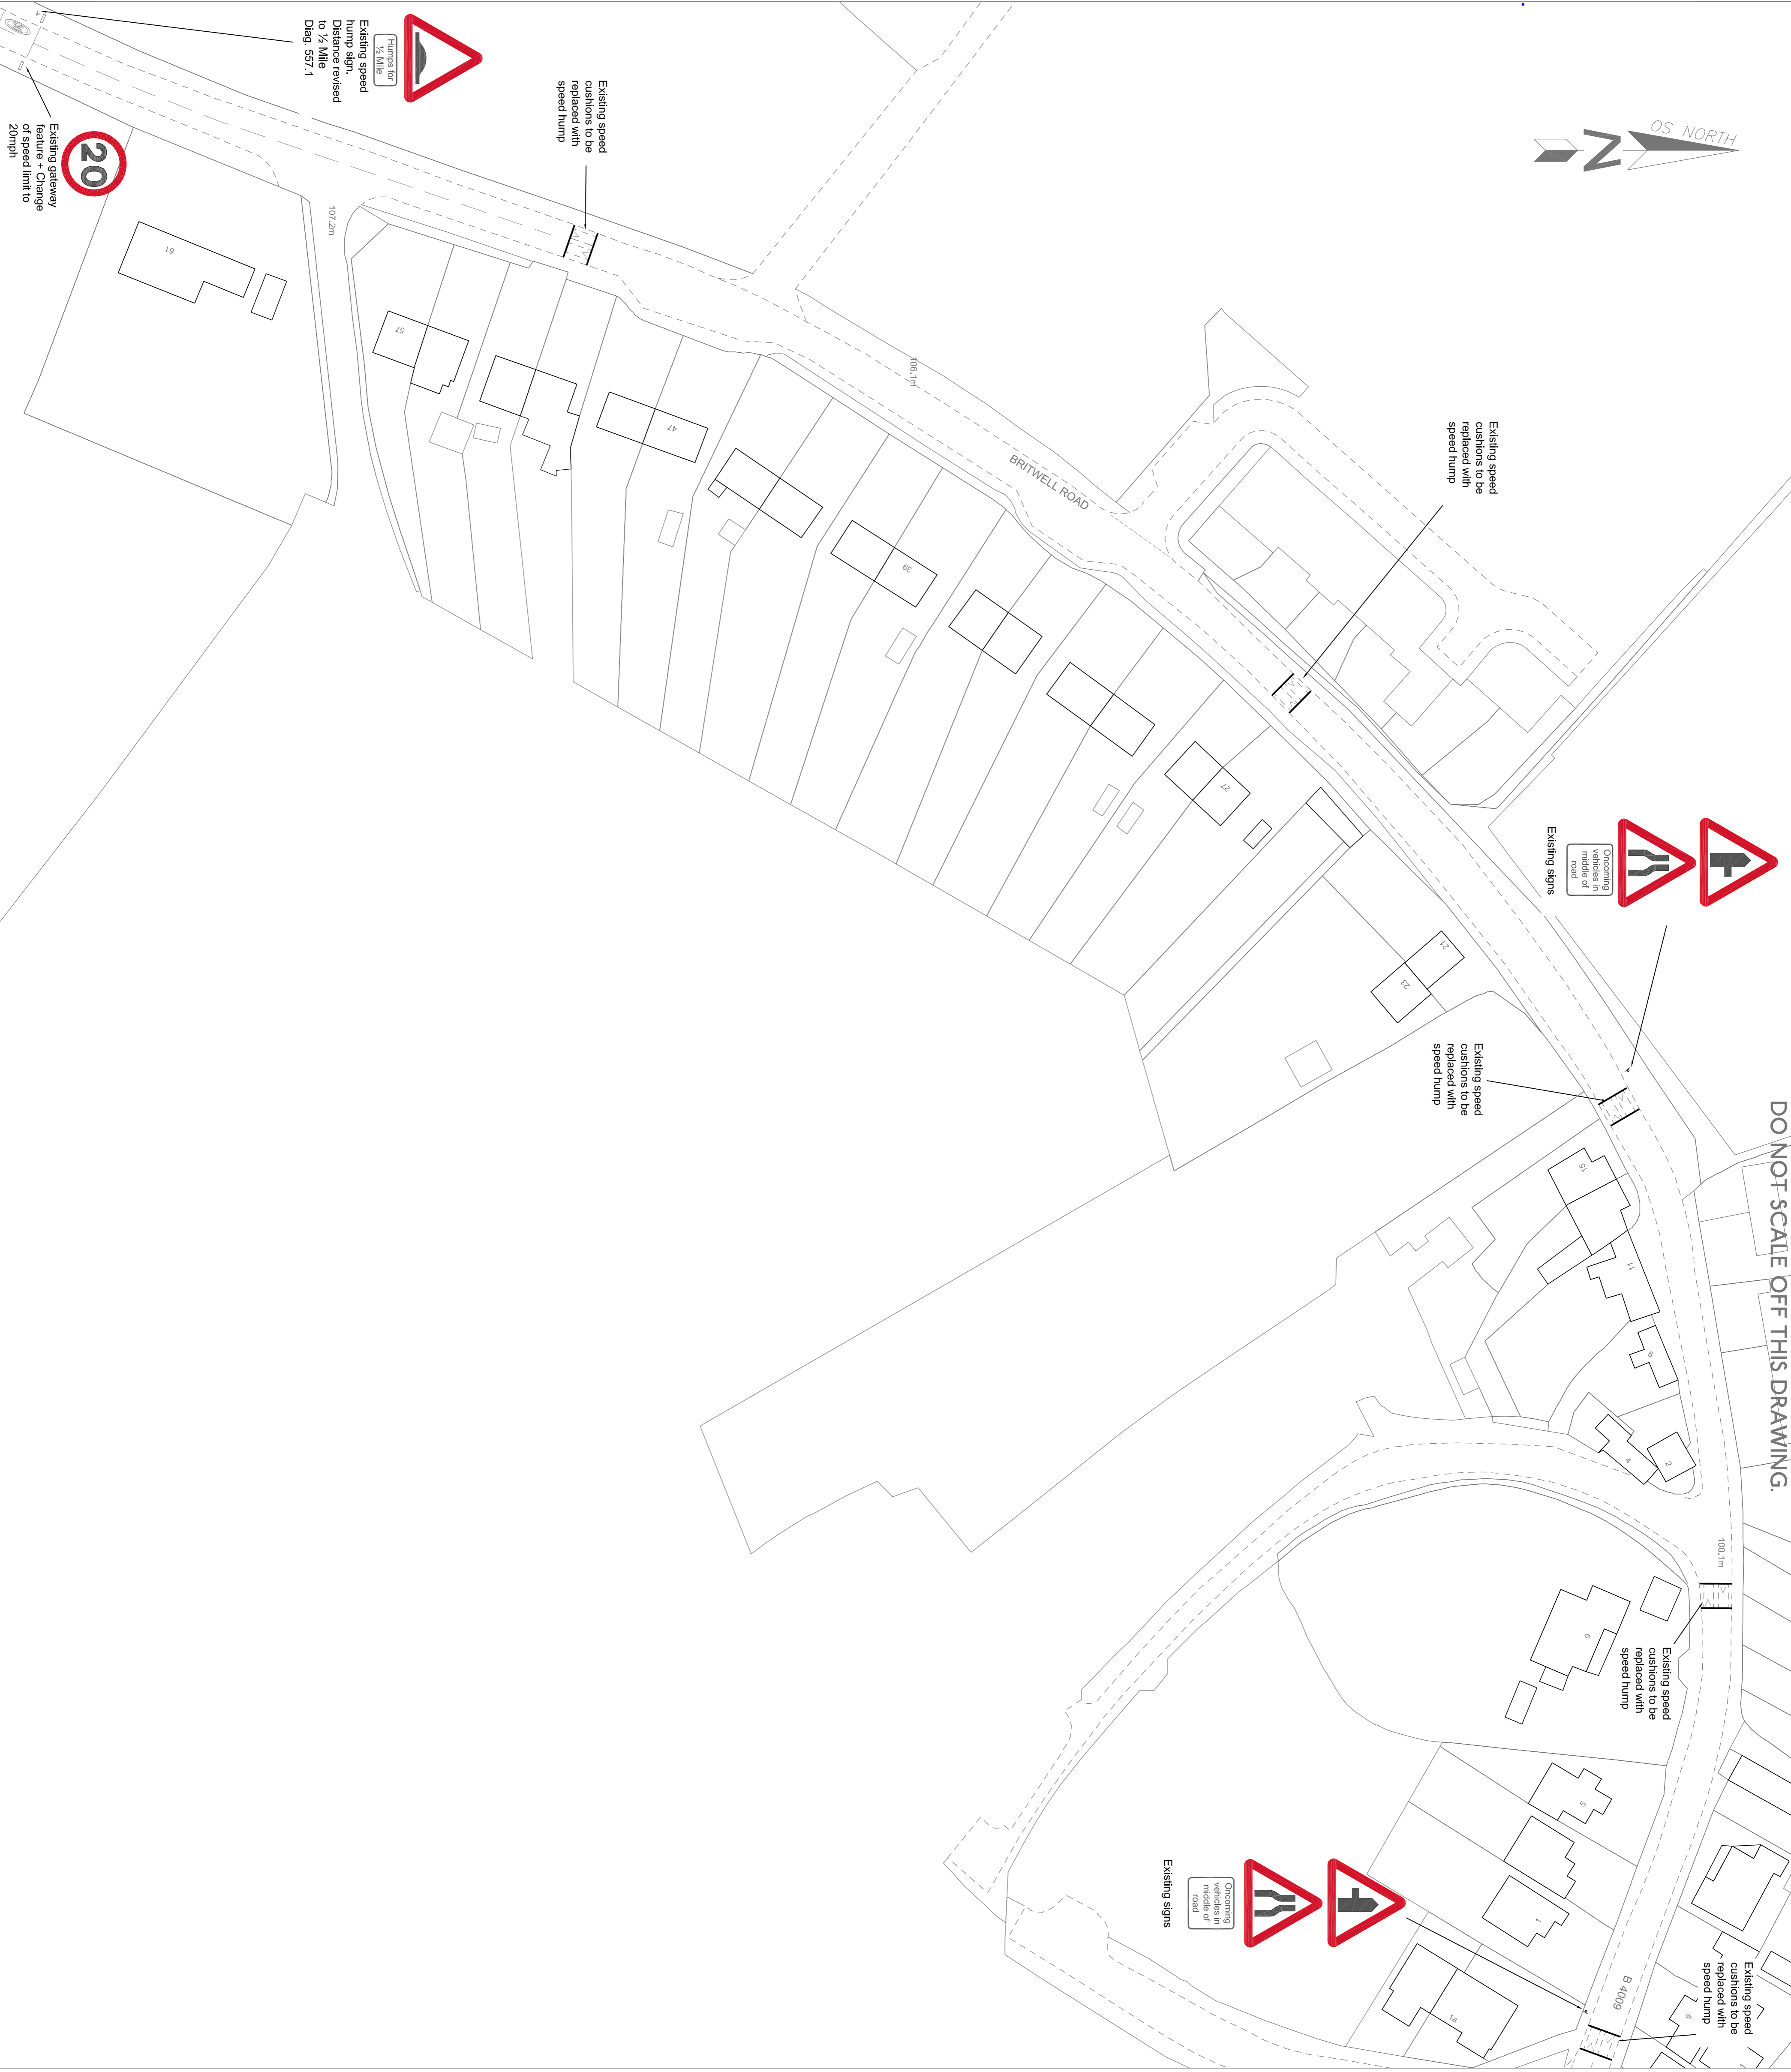 DO NOT SCALE OFF THIS DRAWING.
OS NORTH
N
Humps for
½ Mile
Existing speed
hump sign.
Distance revised
to ½ Mile
Diag. 557.1
20
Existing gateway
feature + Change
of speed limit to
20mph
Existing speed
cushions to be
replaced with
speed hump
107.2m
61
57
47
106.1m
BRITWELL ROAD
39
Existing speed
cushions to be
replaced with
speed hump
27
21
23
Oncoming
vehicles in
middle of
road
Existing signs
Existing speed
cushions to be
replaced with
speed hump
15
11
9
4
2
100.1m
Existing speed
cushions to be
replaced with
speed hump
5
1
1a
Oncoming
vehicles in
middle of
road
Existing signs
B 4009
Existing speed
cushions to be
replaced with
speed hump